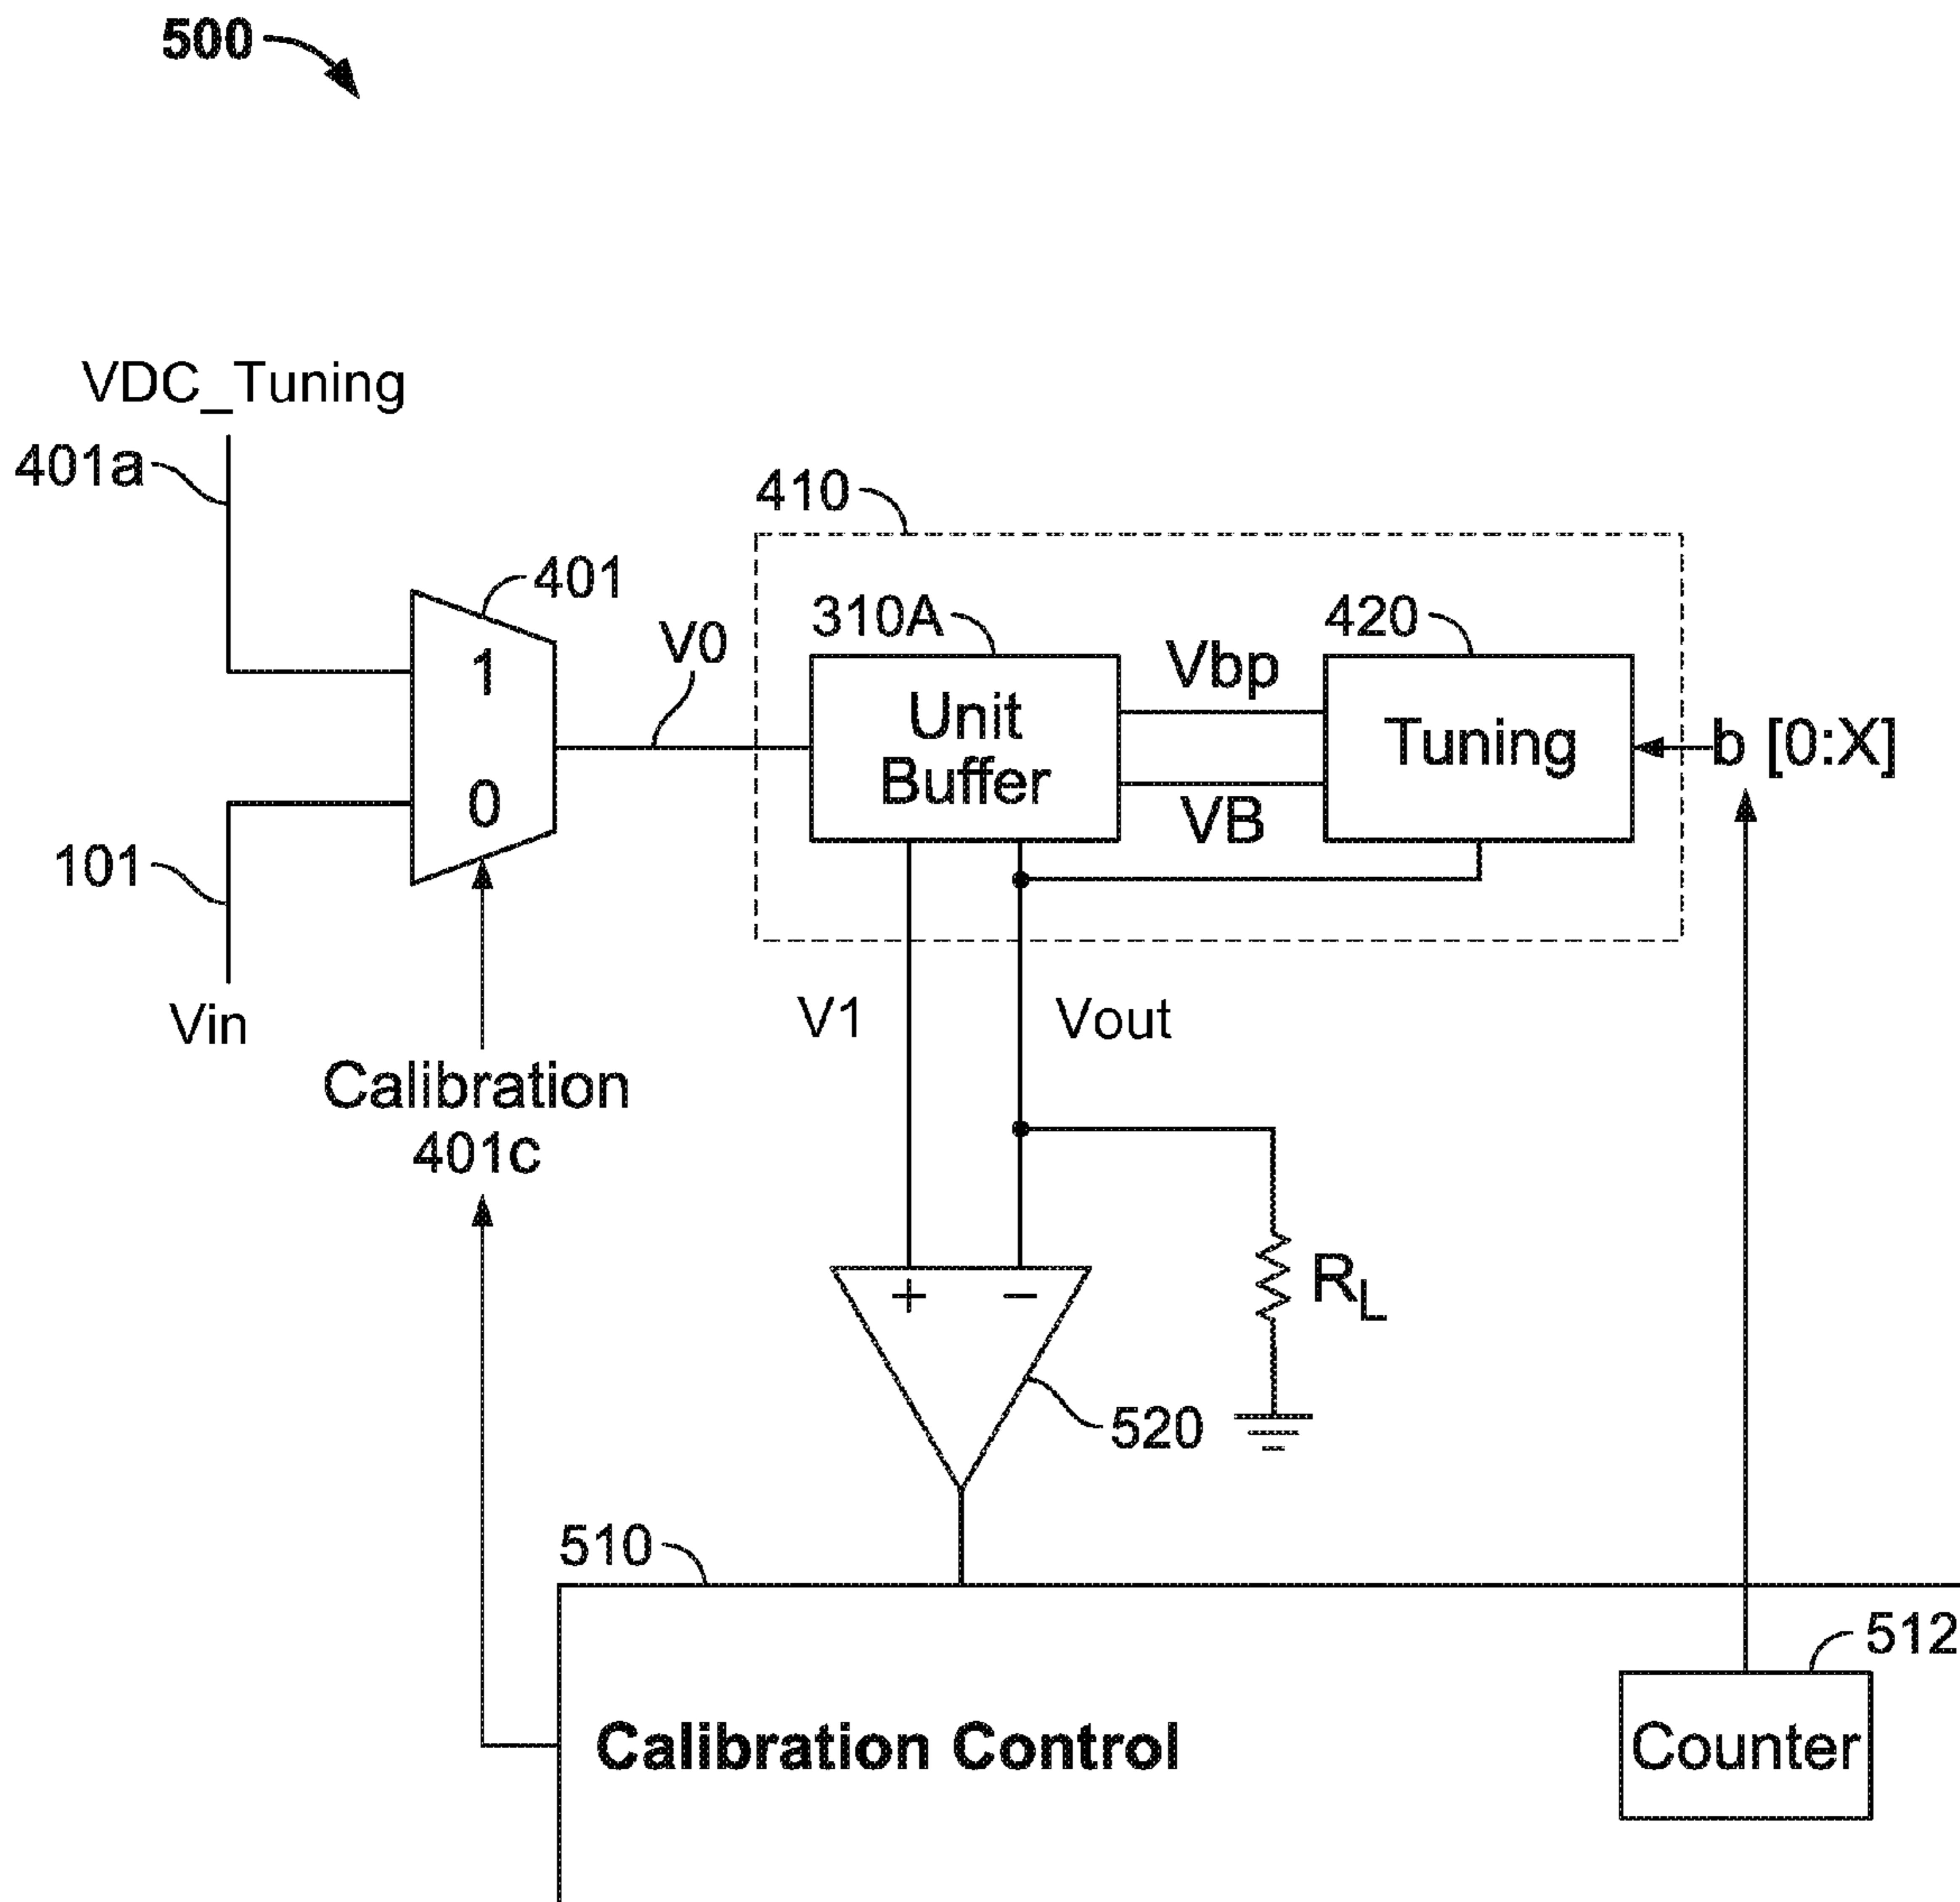 500
VDC_Tuning
401a
410
401
310A
420
V0
1
Unit
Buffer
Vbp
VB
Tuning
b [0:X]
0
101
Vin
V1
Vout
Calibration
401c
+
−
RL
520
510
512
Calibration Control
Counter